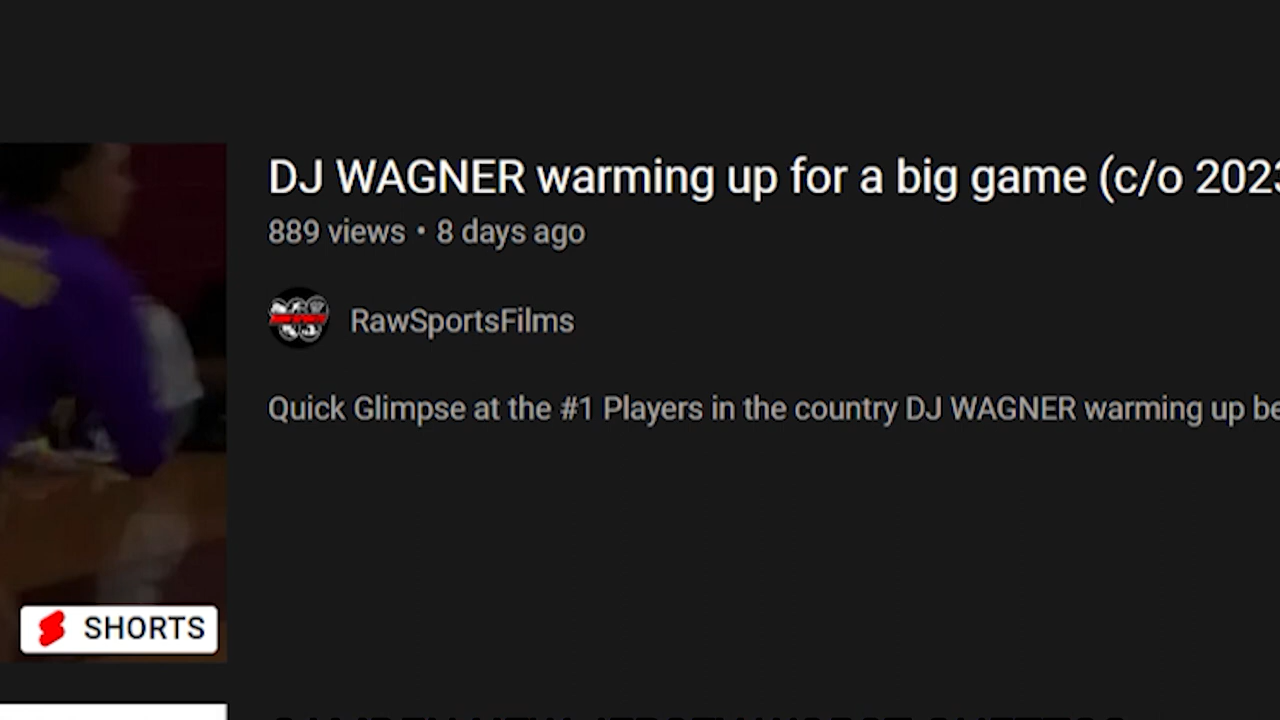 DJ WAGNER warming up for a big game (c/o 2023
889 views • 8 days ago
RawSportsFilms
Quick Glimpse at the #1 Players in the country DJ WAGNER warming up be
SHORTS